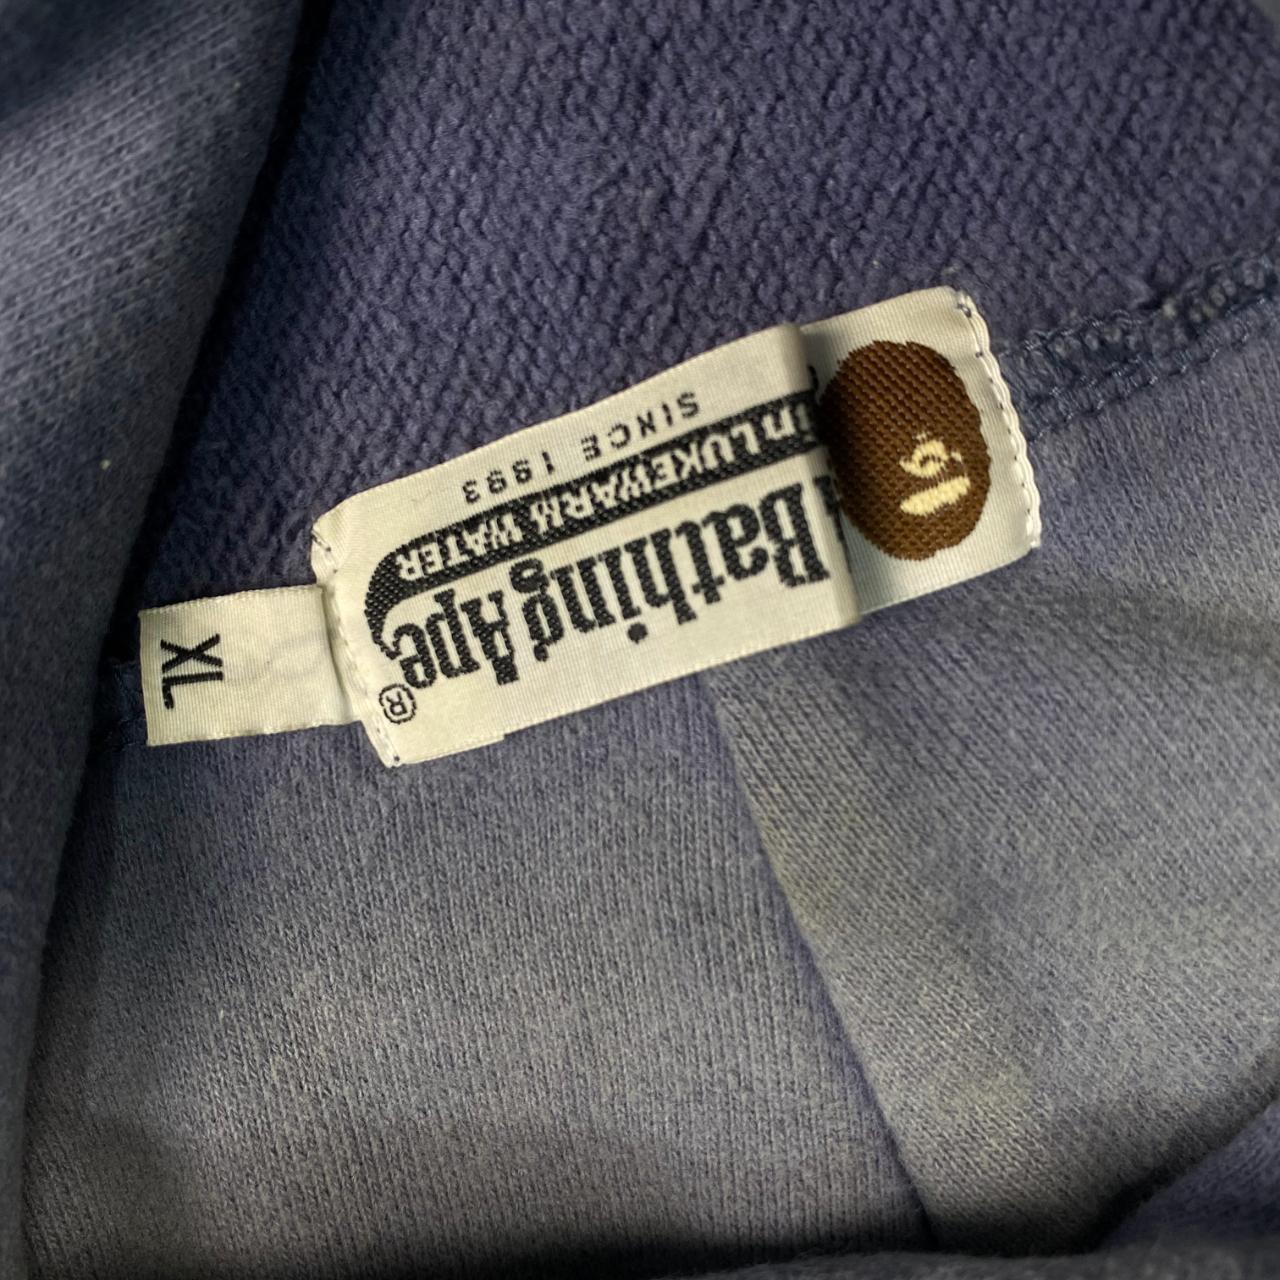 A Bathing Ape®
in LUKEWARM WATER
SINCE 1993
XL